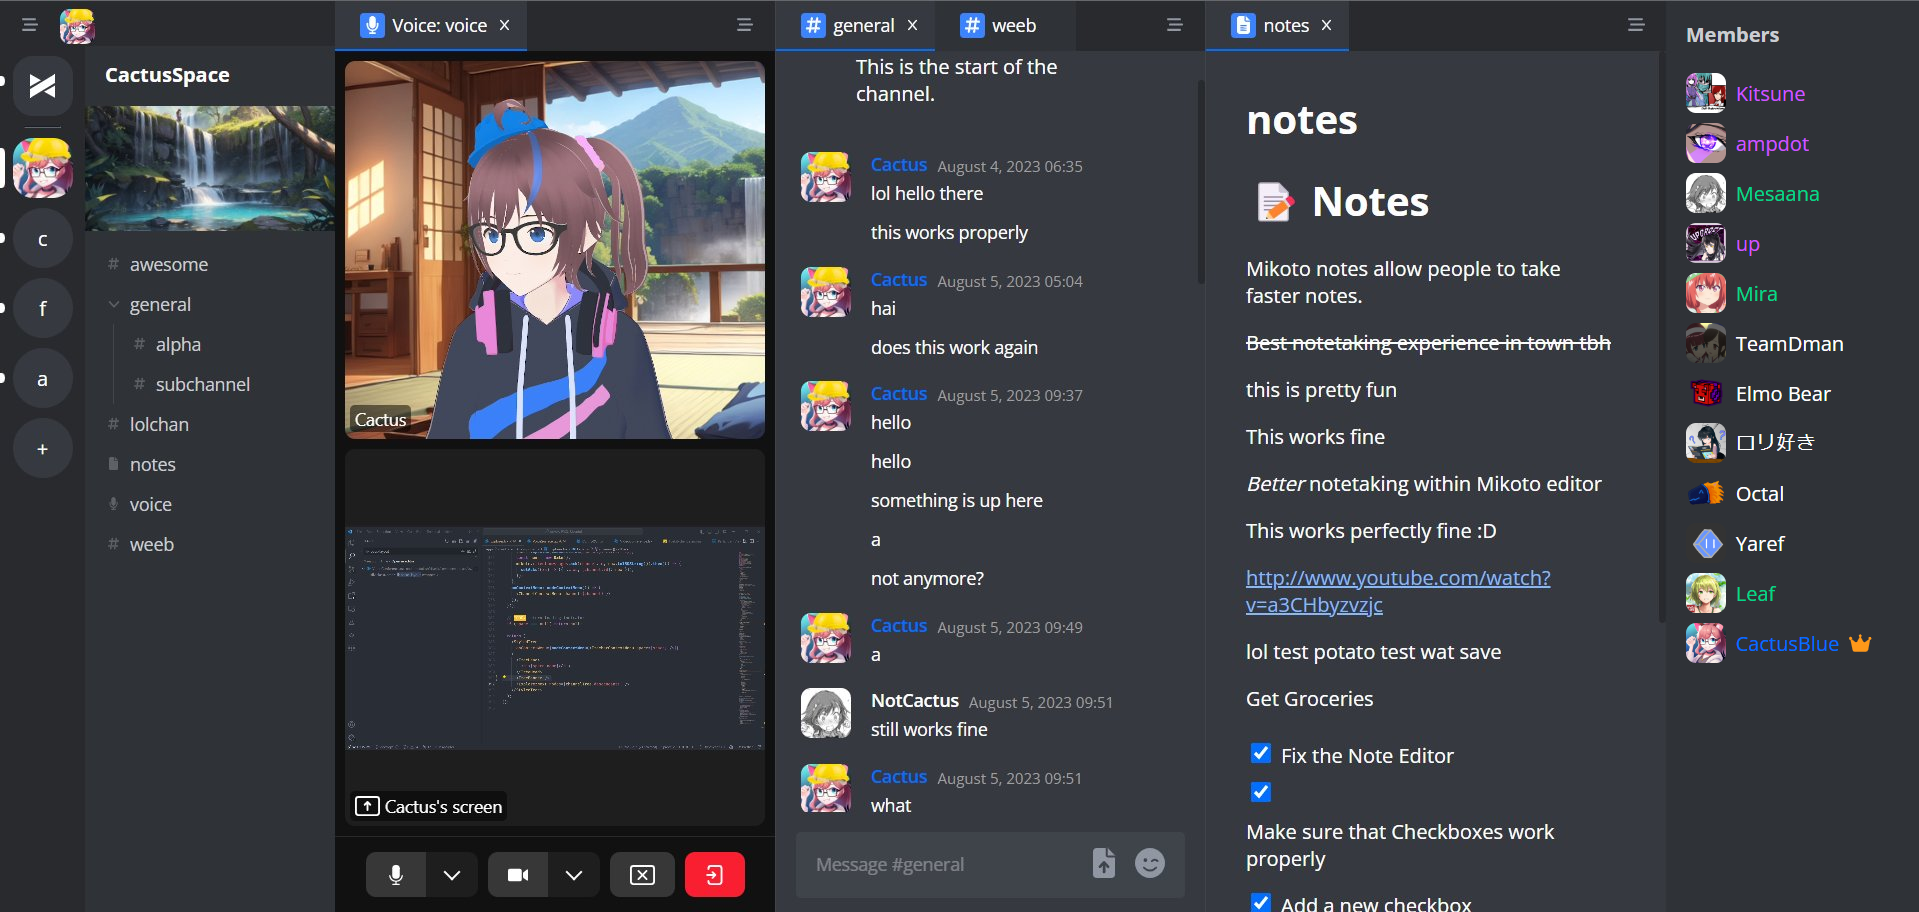 CactusSpace
c
f
a
+
# awesome
general
# alpha
# subchannel
# lolchan
notes
voice
# weeb
Voice: voice X
Cactus
Cactus's screen
# general X
# weeb
This is the start of the
channel.
Cactus August 4, 2023 06:35
lol hello there
this works properly
Cactus August 5, 2023 05:04
hai
does this work again
Cactus August 5, 2023 09:37
hello
hello
something is up here
a
not anymore?
Cactus August 5, 2023 09:49
a
NotCactus August 5, 2023 09:51
still works fine
Cactus August 5, 2023 09:51
what
Message #general
notes X
notes
📝 Notes
Mikoto notes allow people to take
faster notes.
Best notetaking experience in town tbh
this is pretty fun
This works fine
Better notetaking within Mikoto editor
This works perfectly fine :D
http://www.youtube.com/watch?
v=a3CHbyzvzjc
lol test potato test wat save
Get Groceries
Fix the Note Editor
Make sure that Checkboxes work
properly
Add a new checkbox
Members
Kitsune
ampdot
Mesaana
up
Mira
TeamDman
Elmo Bear
ロリ好き
Octal
Yaref
Leaf
CactusBlue